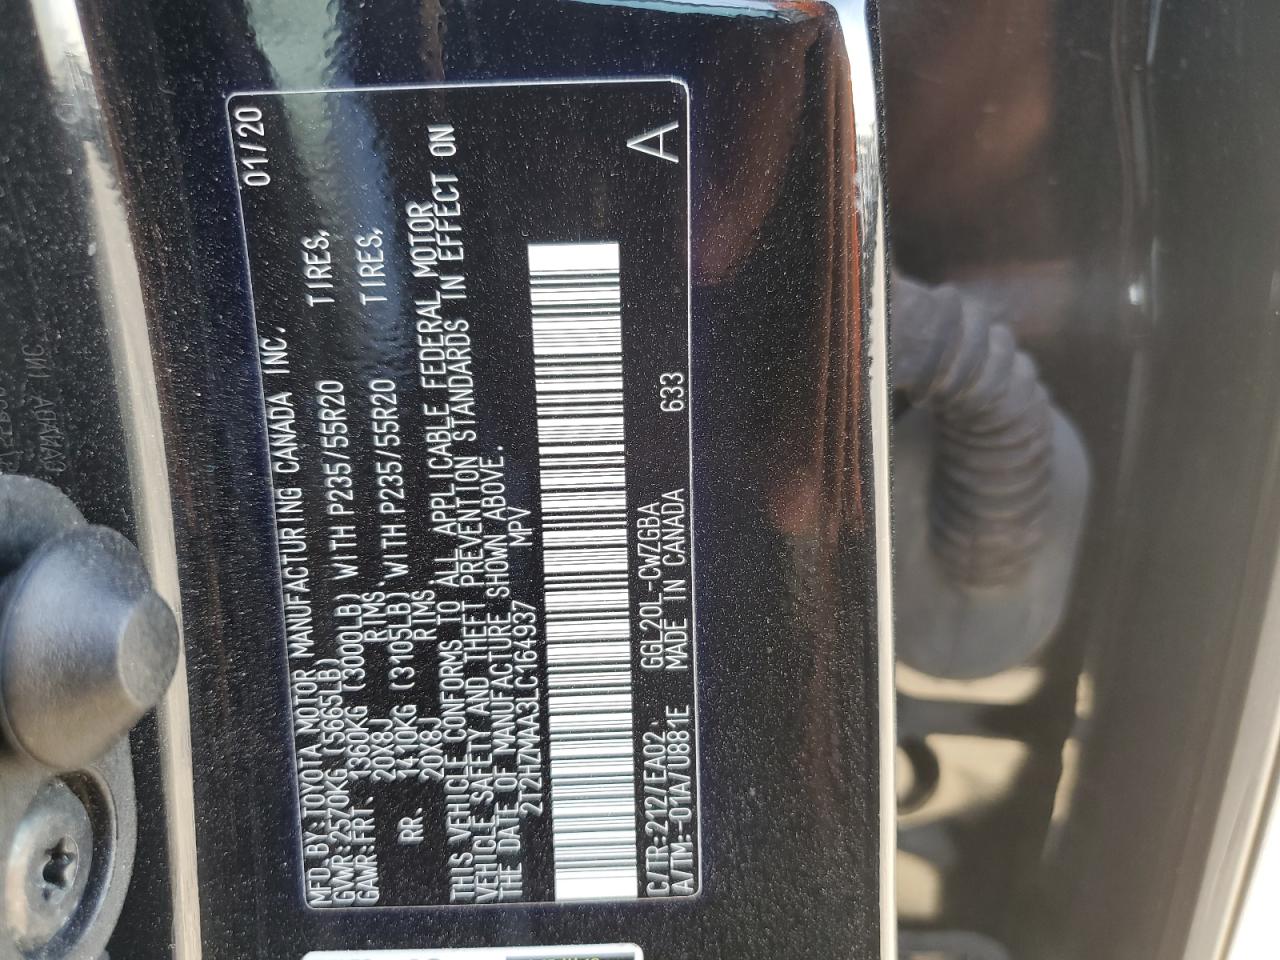 MFD. BY: TOYOTA MOTOR MANUFACTURING CANADA INC. 01/20
GVWR: 2570KG (5665LB)
GAWR: FRT. 1360KG (3000LB) WITH P235/55R20 TIRES,
20X8J RIMS
RR. 1410KG (3105LB) WITH P235/55R20 TIRES,
20X8J RIMS
THIS VEHICLE CONFORMS TO ALL APPLICABLE FEDERAL MOTOR
VEHICLE SAFETY AND THEFT PREVENTION STANDARDS IN EFFECT ON
THE DATE OF MANUFACTURE SHOWN ABOVE.
2T2HZMAA3LC164937 MPV
C/TR: 212/EA02, GGL20L-CWZGBA
A/TM: -01A/U881E MADE IN CANADA 633 A